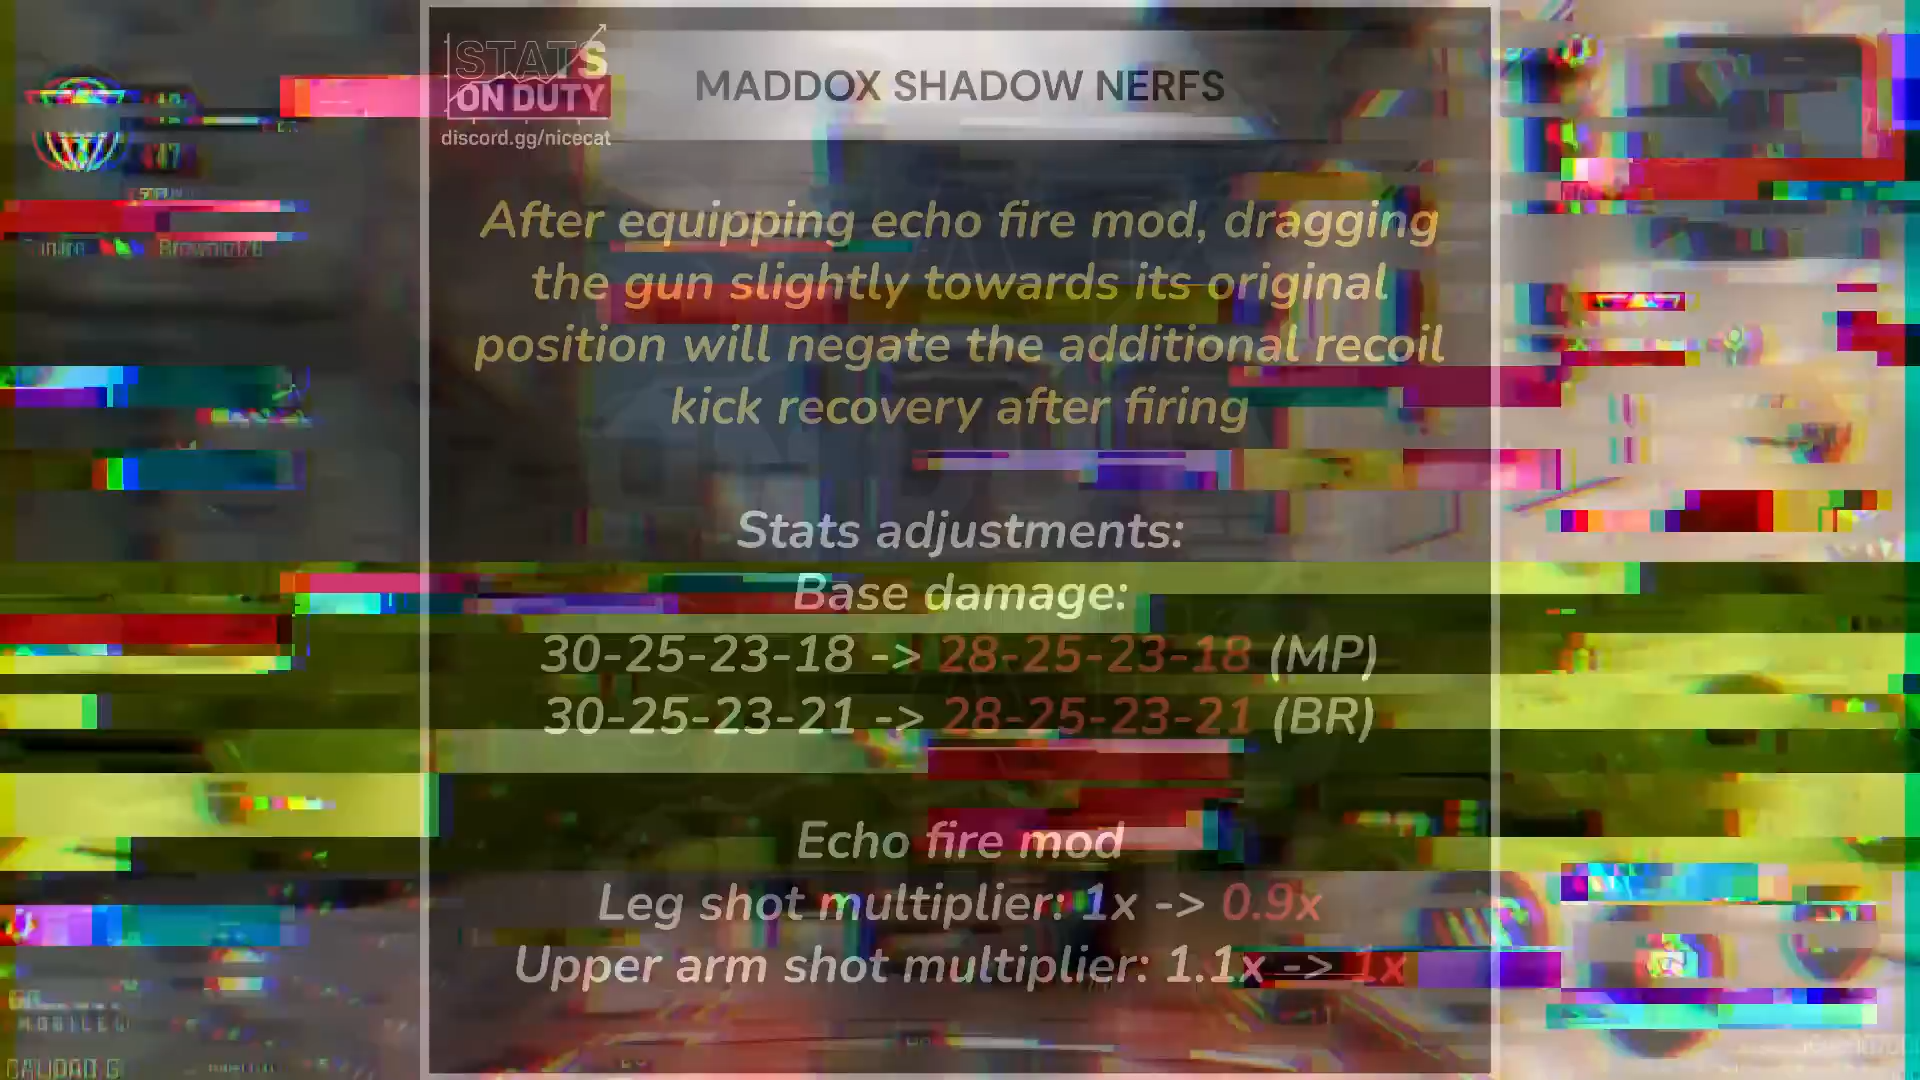 STATS
ON DUTY
discord.gg/nicecat
MADDOX SHADOW NERFS
After equipping echo fire mod, dragging
the gun slightly towards its original
position will negate the additional recoil
kick recovery after firing
Stats adjustments:
Base damage:
30-25-23-18 -> 28-25-23-18 (MP)
30-25-23-21 -> 28-25-23-21 (BR)
Echo fire mod
Leg shot multiplier: 1x -> 0.9x
Upper arm shot multiplier: 1.1x -> 1x